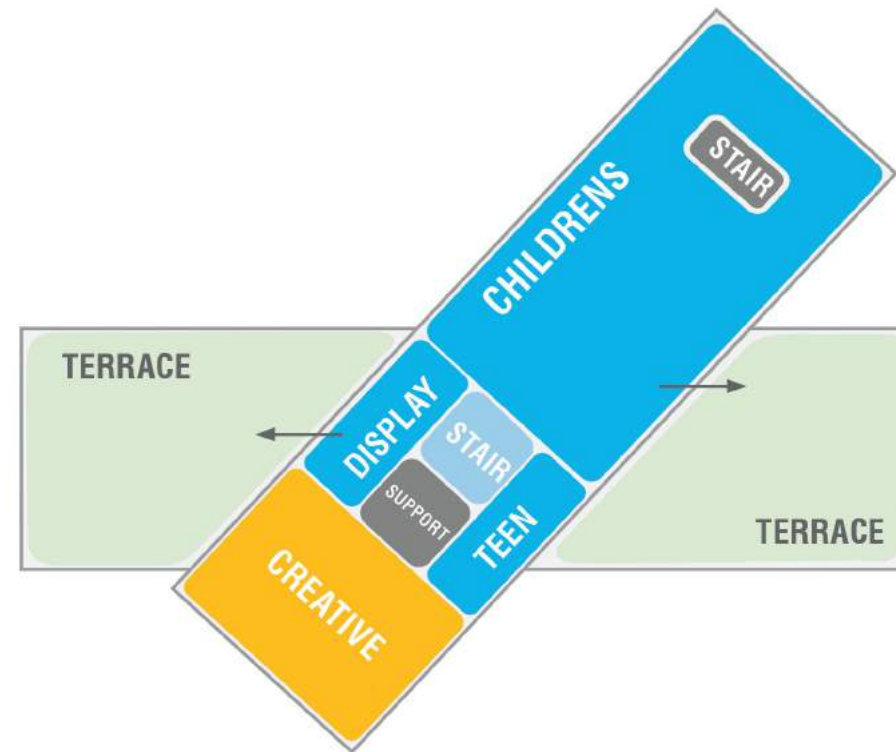 STAIR
CHILDRENS
TERRACE
DISPLAY
STAIR
SUPPORT
TEEN
TERRACE
CREATIVE